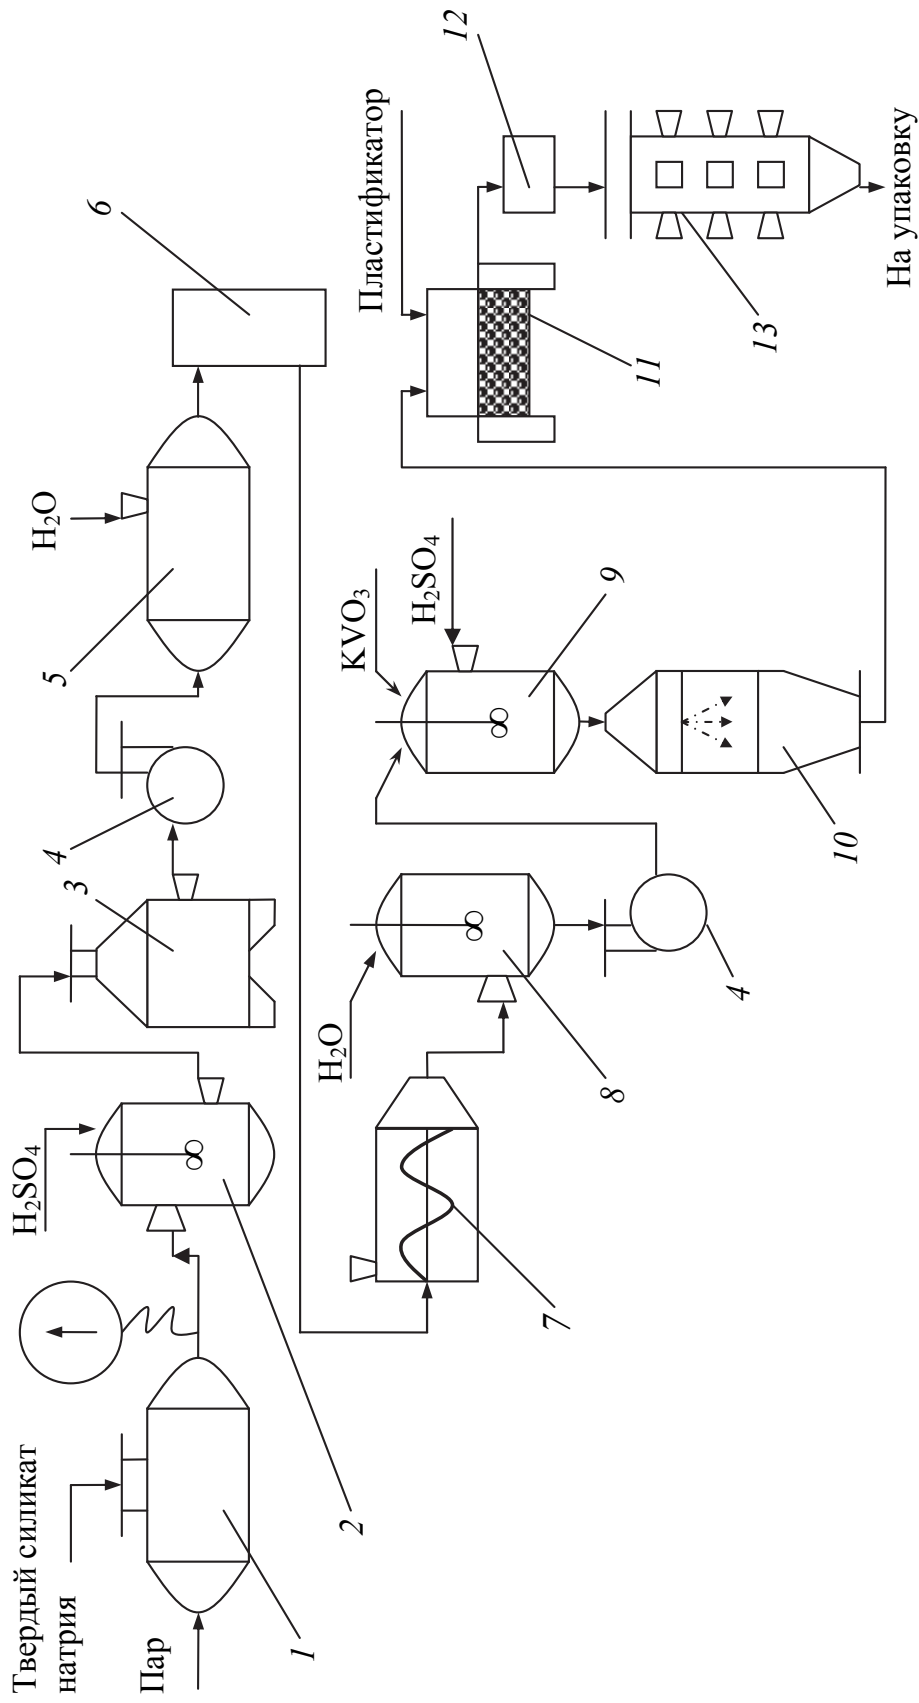 Твердый силикат
натрия
Пар
1
2
H₂SO₄
3
4
5
H₂O
6
7
8
H₂O
4
KVO₃
H₂SO₄
9
10
Пластификатор
11
12
13
На упаковку